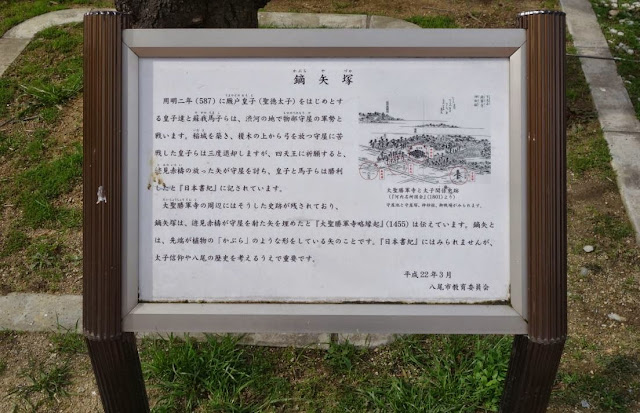 鏑矢塚
用明二年(587)に厩戸皇子(聖徳太子)をはじめとす
る皇子達と蘇我馬子らは、渋河の地で物部守屋の軍勢と
戦います。稲城を築き、榎木の上から弓を放つ守屋に苦
戦した皇子らは三度退却しますが、四天王に祈願すると、
迹見赤檮の放った矢が守屋を討ち、皇子と馬子らは勝利
したと『日本書紀』に記されています。
大聖勝軍寺の周辺にはそうした史跡が残されており、
鏑矢塚は、迹見赤檮が守屋を射た矢を埋めたと『大聖勝軍寺略縁起』(1455)は伝えています。鏑矢と
は、先端が植物の「かぶら」のような形をしている矢のことです。『日本書紀』にはみられませんが、
太子信仰や八尾の歴史を考えるうえで重要です。
大聖勝軍寺と太子関係史跡
(『河内名所図会』(1801)より)
平成22年3月
八尾市教育委員会